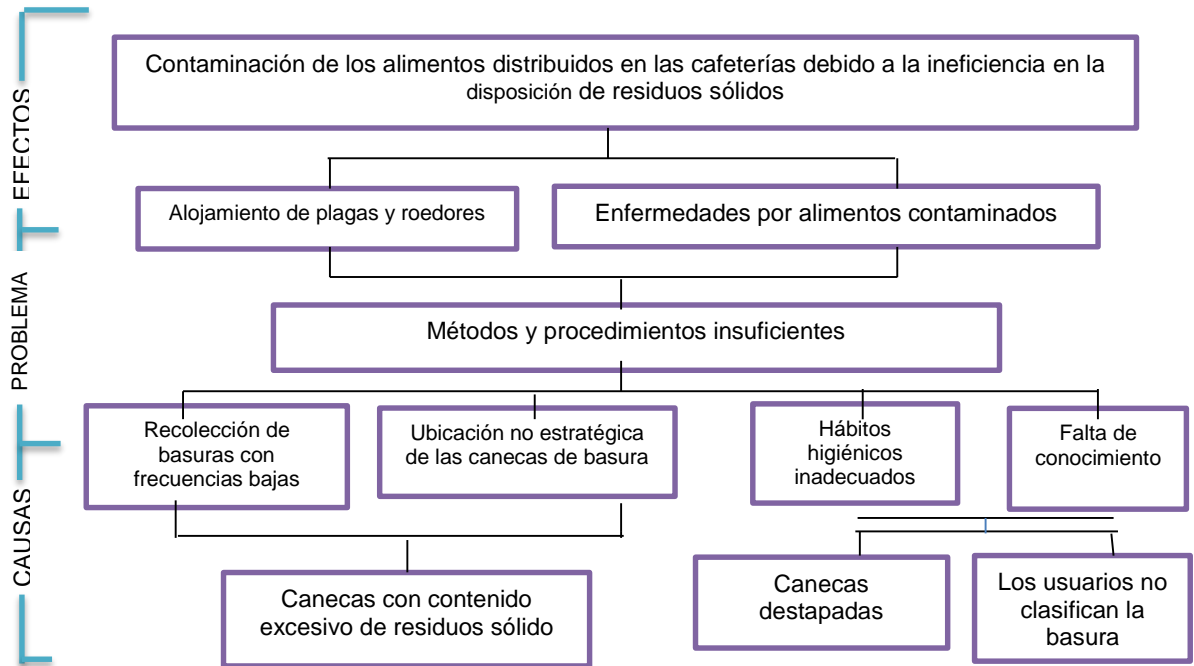 EFECTOS
Contaminación de los alimentos distribuidos en las cafeterías debido a la ineficiencia en la
disposición de residuos sólidos
Alojamiento de plagas y roedores
Enfermedades por alimentos contaminados
PROBLEMA
Métodos y procedimientos insuficientes
CAUSAS
Recolección de
basuras con
frecuencias bajas
Ubicación no estratégica
de las canecas de basura
Hábitos
higiénicos
inadecuados
Falta de
conocimiento
Canecas con contenido
excesivo de residuos sólido
Canecas
destapadas
Los usuarios no
clasifican la
basura